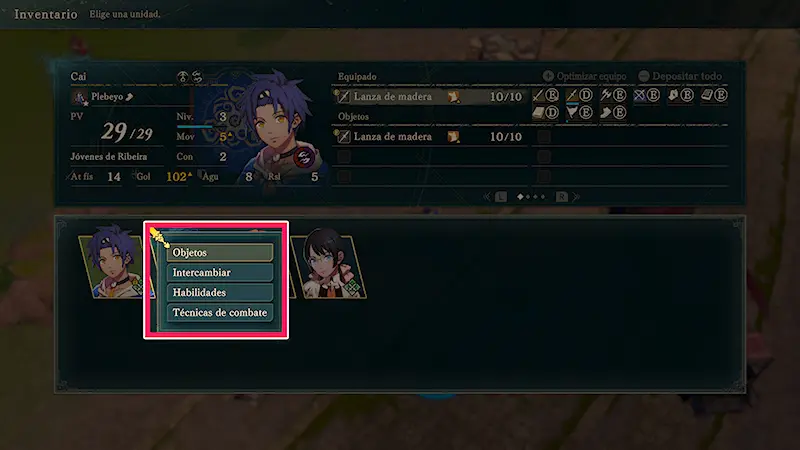 Inventario Elige una unidad.
Cai
Plebeyo
PV 29/29
Niv. 3
Mov 5
Jóvenes de Ribeira Con 2
At fís 14 Gol 102 Agu 8 Rsl 5
Equipado + Optimizar equipo − Depositar todo
Lanza de madera 10/10
E D E E E E
D E E
Objetos
Lanza de madera 10/10
L R
Objetos
Intercambiar
Habilidades
Técnicas de combate